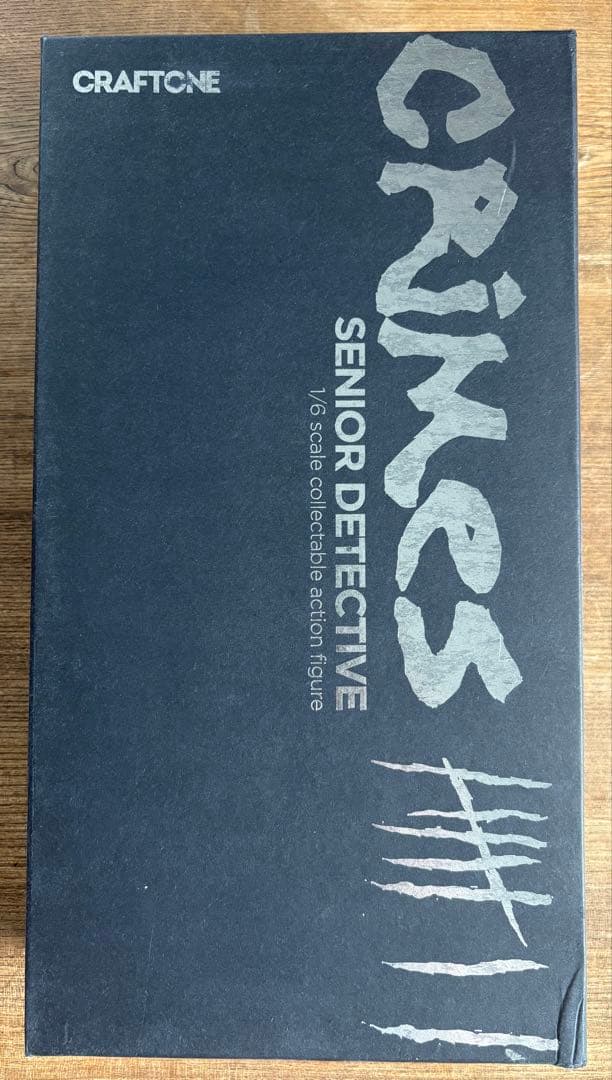 CRAFTONE
CRiMes
SENIOR DETECTIVE
1/6 scale collectable action figure